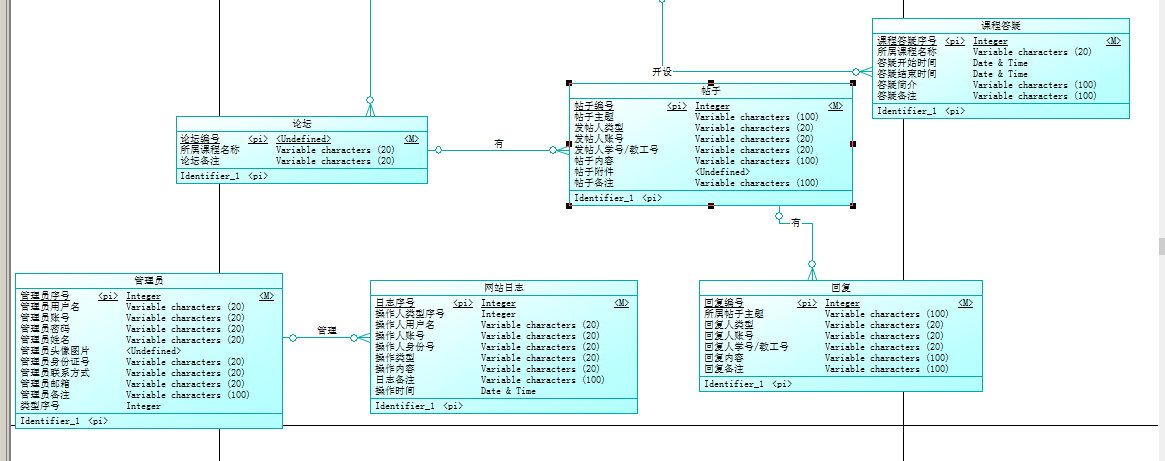 课程答疑
课程答疑序号 <pi> Integer <M>
所属课程名称 Variable characters (20)
答疑开始时间 Date & Time
答疑结束时间 Date & Time
答疑简介 Variable characters (100)
答疑备注 Variable characters (100)
Identifier_1 <pi>
开设
帖子
帖子编号 <pi> Integer <M>
帖子主题 Variable characters (100)
发帖人类型 Variable characters (20)
发帖人账号 Variable characters (20)
发帖人学号/教工号 Variable characters (20)
帖子内容 Variable characters (100)
帖子附件 <Undefined>
帖子备注 Variable characters (100)
Identifier_1 <pi>
论坛
论坛编号 <pi> <Undefined> <M>
所属课程名称 Variable characters (20)
论坛备注 Variable characters (20)
Identifier_1 <pi>
有
有
管理员
管理员序号 <pi> Integer <M>
管理员用户名 Variable characters (20)
管理员账号 Variable characters (20)
管理员密码 Variable characters (20)
管理员姓名 Variable characters (20)
管理员头像图片 <Undefined>
管理员身份证号 Variable characters (20)
管理员联系方式 Variable characters (20)
管理员邮箱 Variable characters (20)
管理员备注 Variable characters (100)
类型序号 Integer
Identifier_1 <pi>
管理
网站日志
日志序号 <pi> Integer <M>
操作人类型序号 Integer
操作人用户名 Variable characters (20)
操作人账号 Variable characters (20)
操作人身份号 Variable characters (20)
操作类型 Variable characters (20)
操作内容 Variable characters (20)
日志备注 Variable characters (100)
操作时间 Date & Time
Identifier_1 <pi>
回复
回复编号 <pi> Integer <M>
所属帖子主题 Variable characters (100)
回复人类型 Variable characters (20)
回复人账号 Variable characters (20)
回复人学号/教工号 Variable characters (20)
回复内容 Variable characters (100)
回复备注 Variable characters (100)
Identifier_1 <pi>